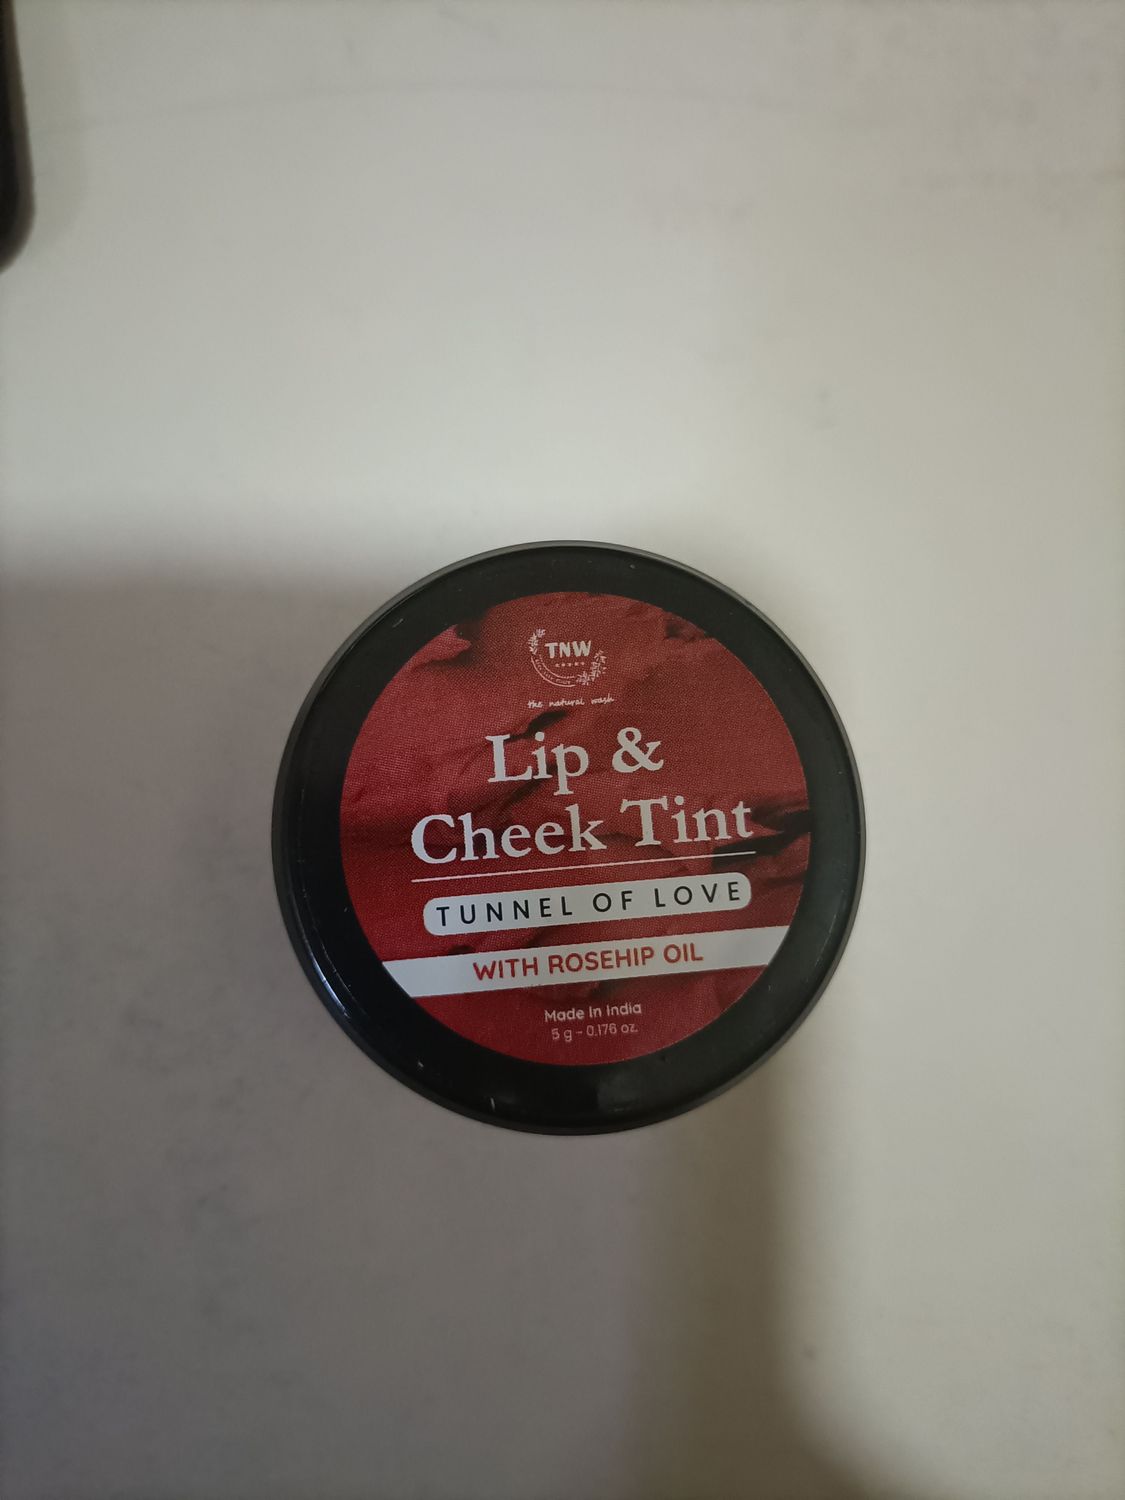 TNW
the natural wash
Lip &
Cheek Tint
TUNNEL OF LOVE
WITH ROSEHIP OIL
Made In India
5 g - 0.176 oz.